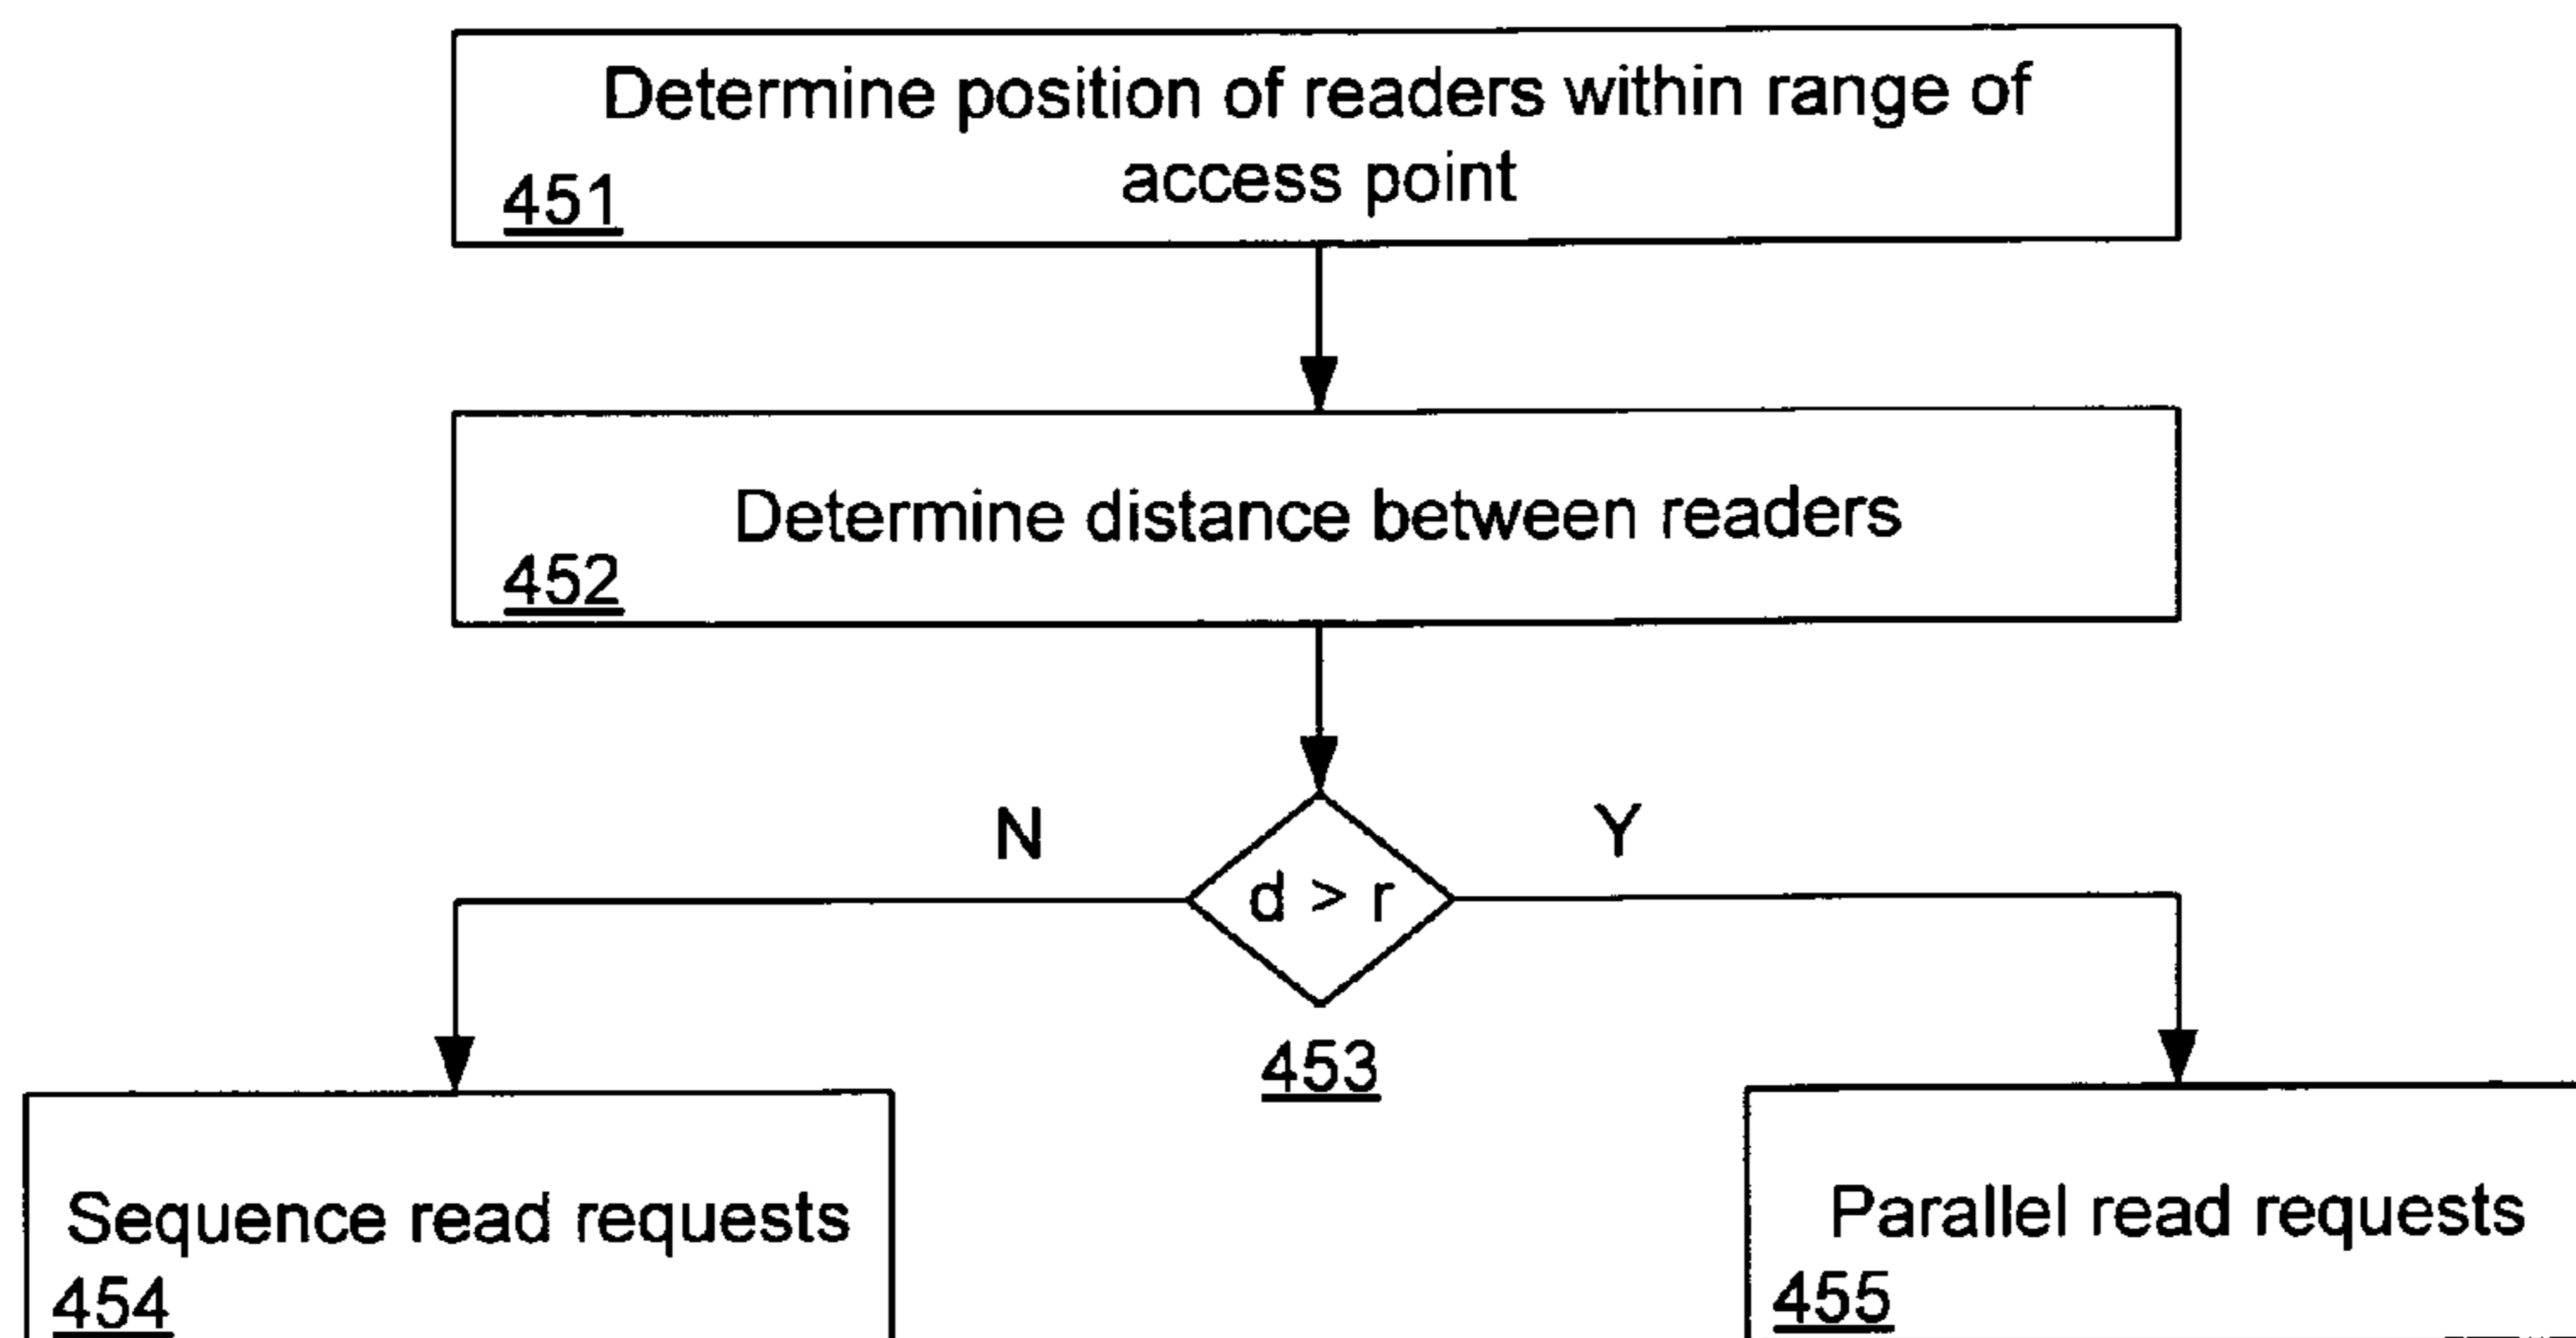 Determine position of readers within range of
access point
451
Determine distance between readers
452
N
Y
d > r
453
Sequence read requests
454
Parallel read requests
455